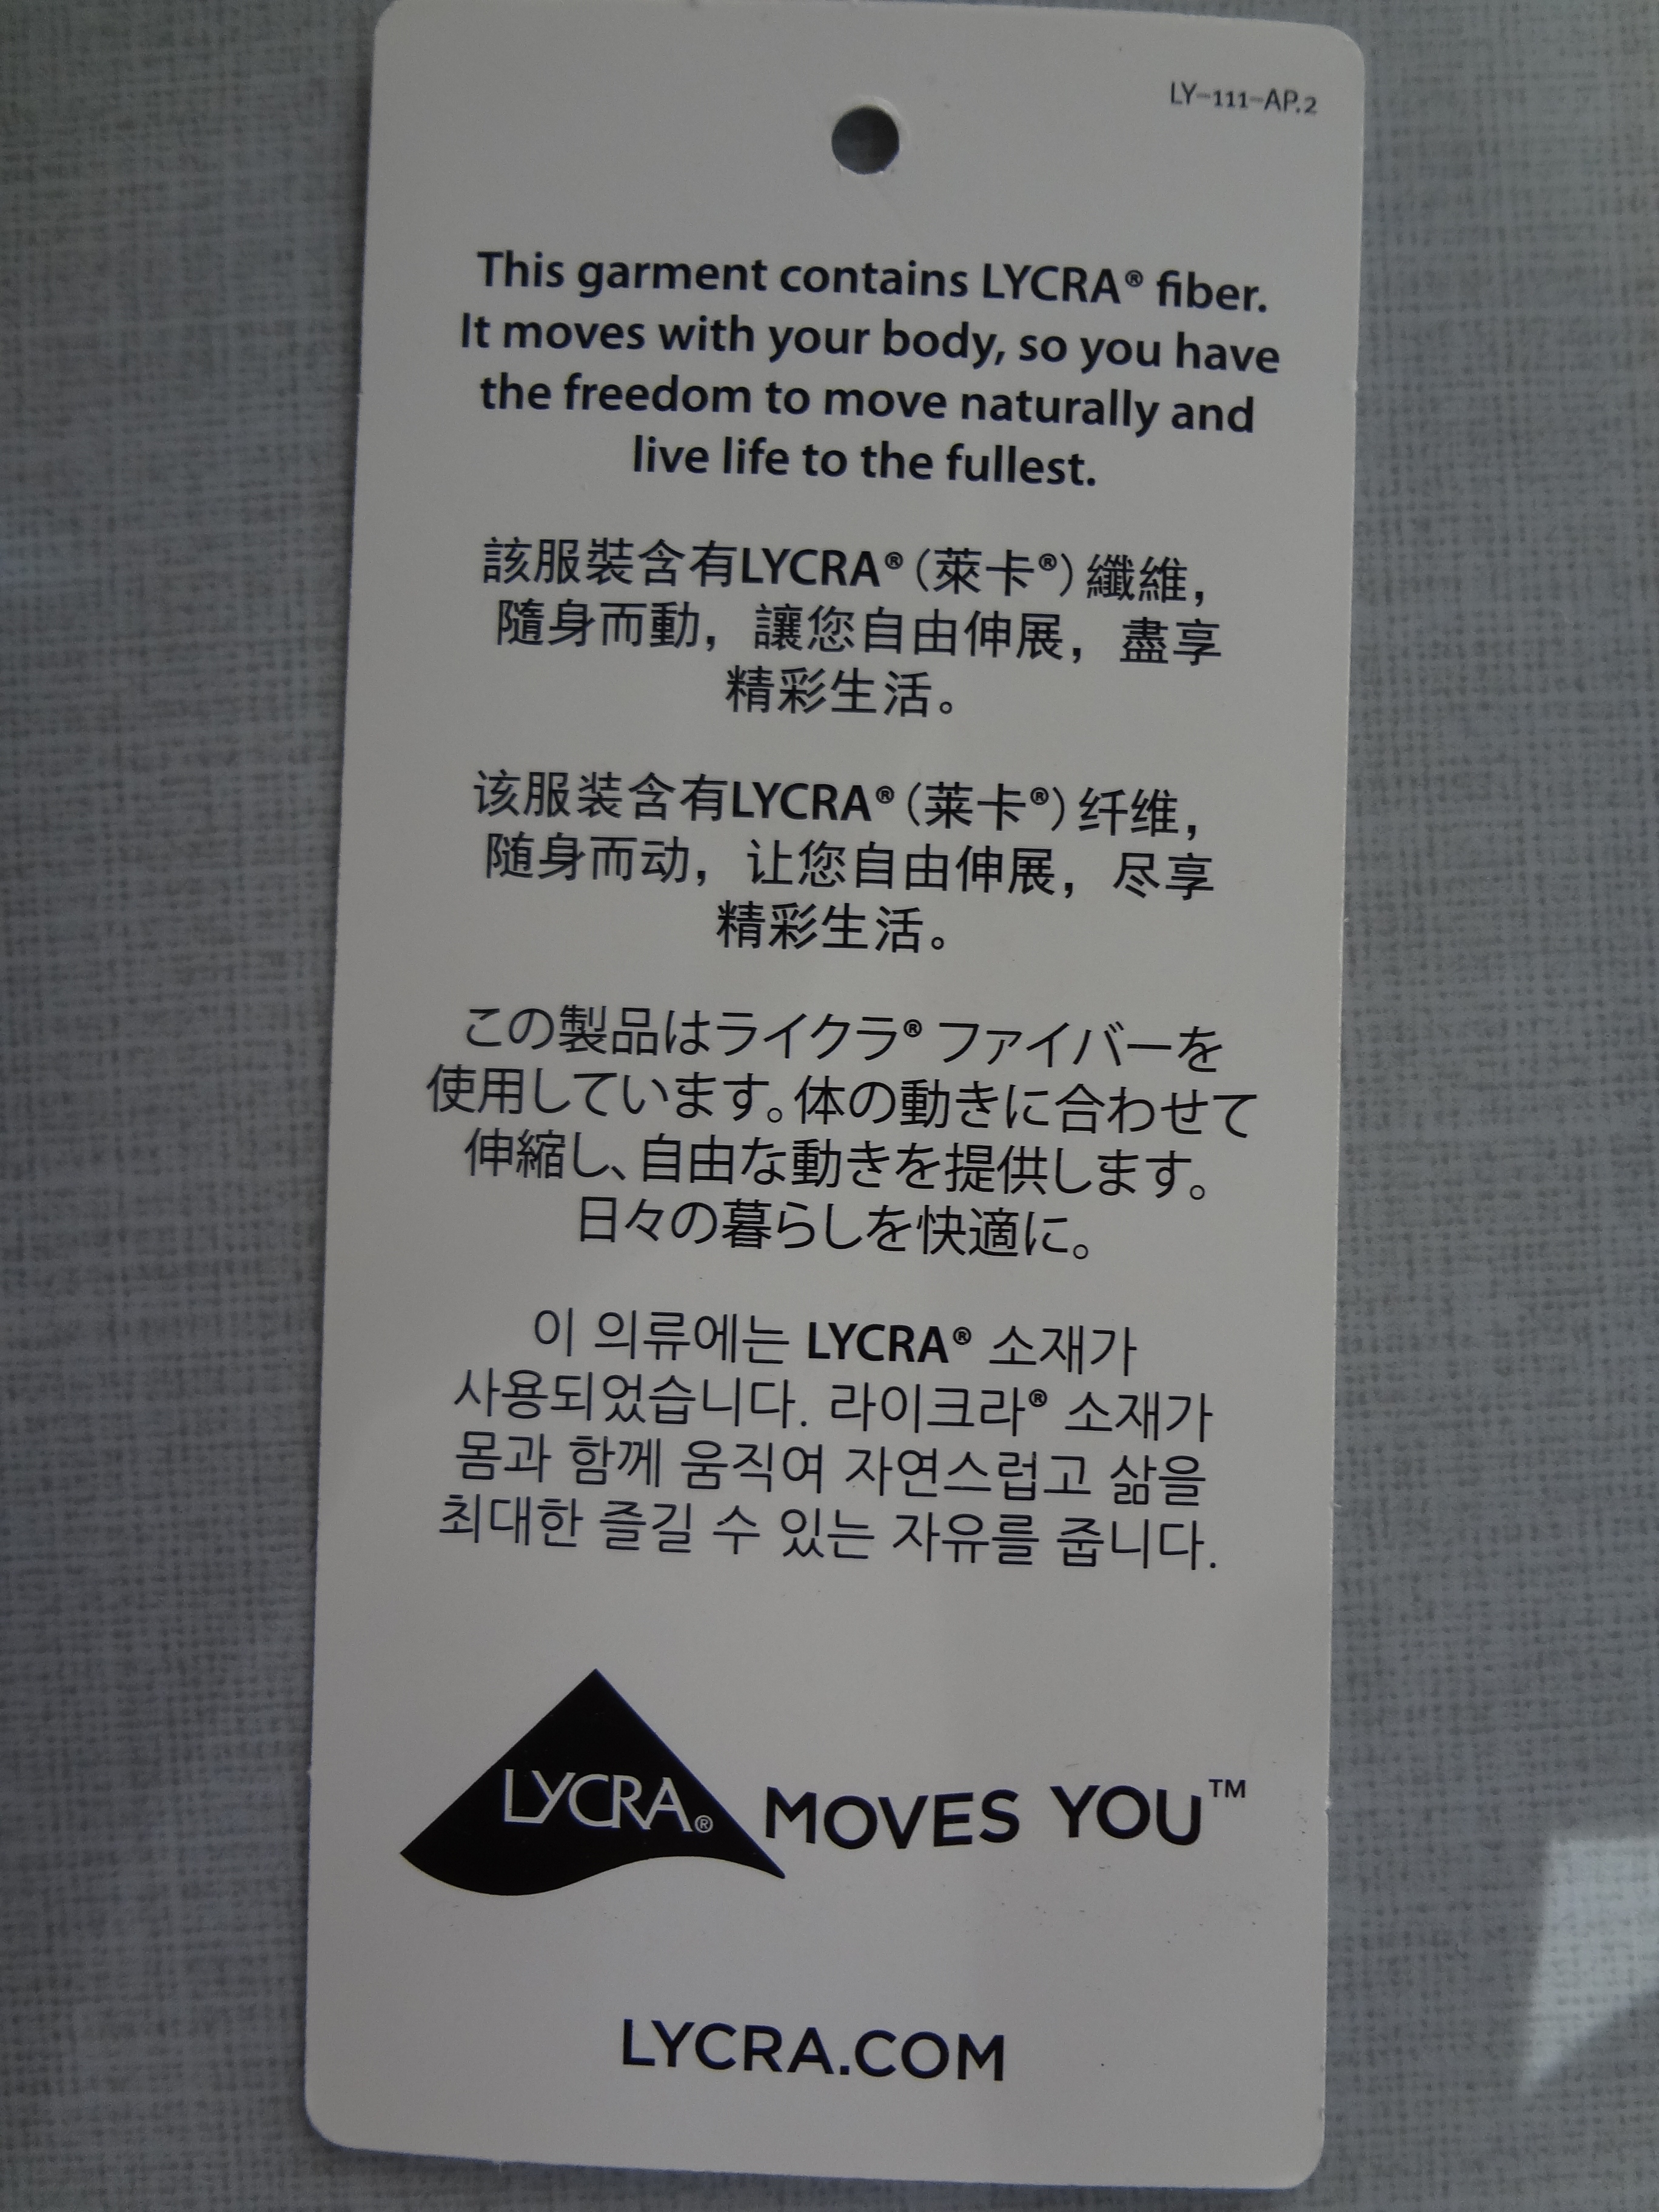 LY-111-AP.2
This garment contains LYCRA® fiber.
It moves with your body, so you have
the freedom to move naturally and
live life to the fullest.
該服裝含有LYCRA®(萊卡®)纖維，
隨身而動，讓您自由伸展，盡享
精彩生活。
该服装含有LYCRA®(莱卡®)纤维，
随身而动，让您自由伸展，尽享
精彩生活。
この製品はライクラ® ファイバーを
使用しています。体の動きに合わせて
伸縮し、自由な動きを提供します。
日々の暮らしを快適に。
이 의류에는 LYCRA® 소재가
사용되었습니다. 라이크라® 소재가
몸과 함께 움직여 자연스럽고 삶을
최대한 즐길 수 있는 자유를 줍니다.
LYCRA® MOVES YOU™
LYCRA.COM